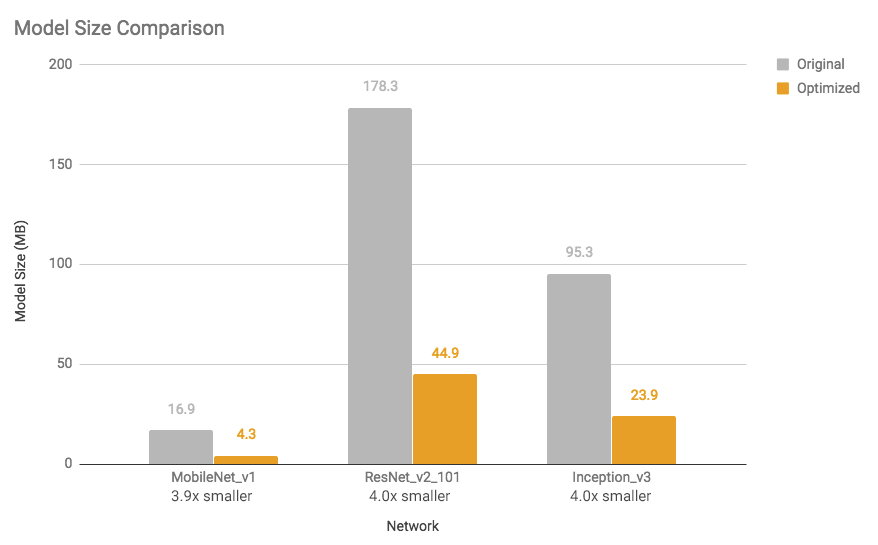 Model Size Comparison
Original
Optimized
200
150
100
50
0
Model Size (MB)
16.9
4.3
178.3
44.9
95.3
23.9
MobileNet_v1
3.9x smaller
ResNet_v2_101
4.0x smaller
Inception_v3
4.0x smaller
Network